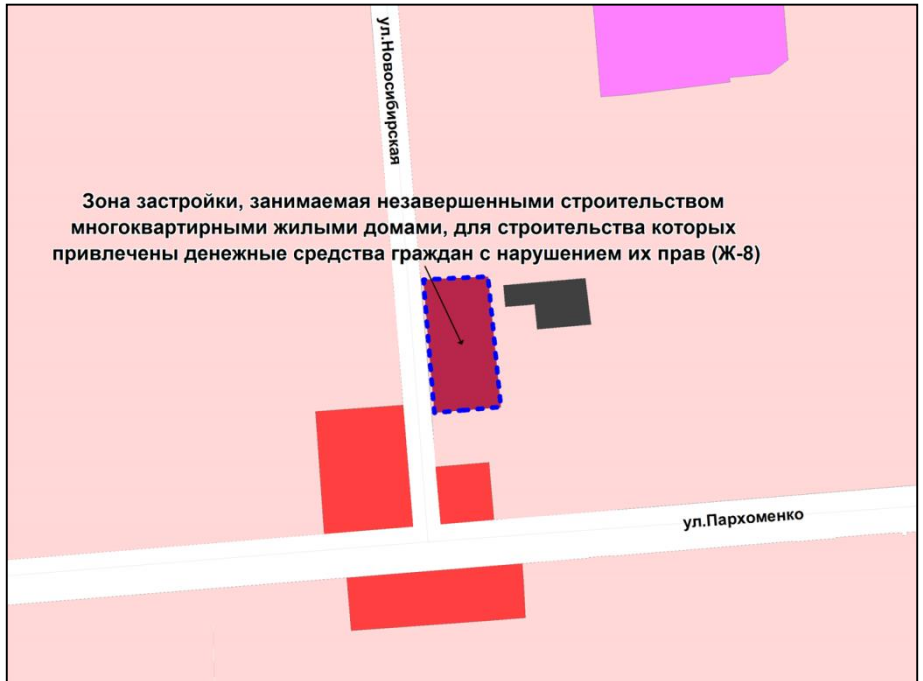 ул.Новосибирская
Зона застройки, занимаемая незавершенными строительством
многоквартирными жилыми домами, для строительства которых
привлечены денежные средства граждан с нарушением их прав (Ж-8)
ул.Пархоменко